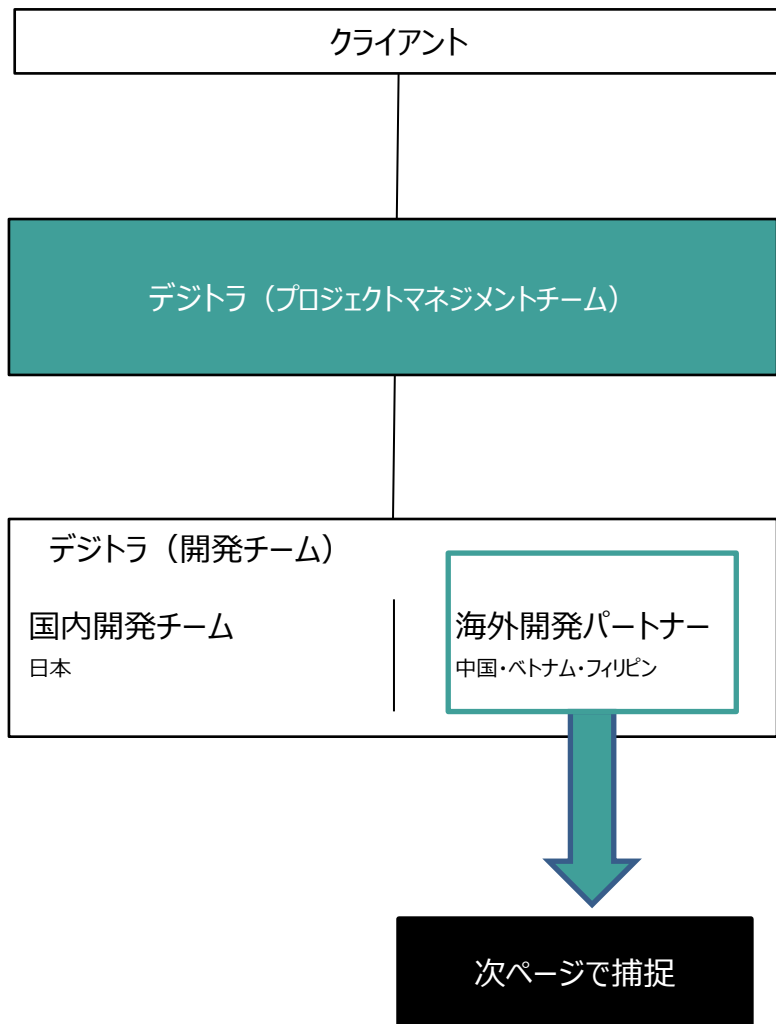 クライアント
デジトラ（プロジェクトマネジメントチーム）
デジトラ（開発チーム）
国内開発チーム
日本
海外開発パートナー
中国・ベトナム・フィリピン
次ページで捕捉